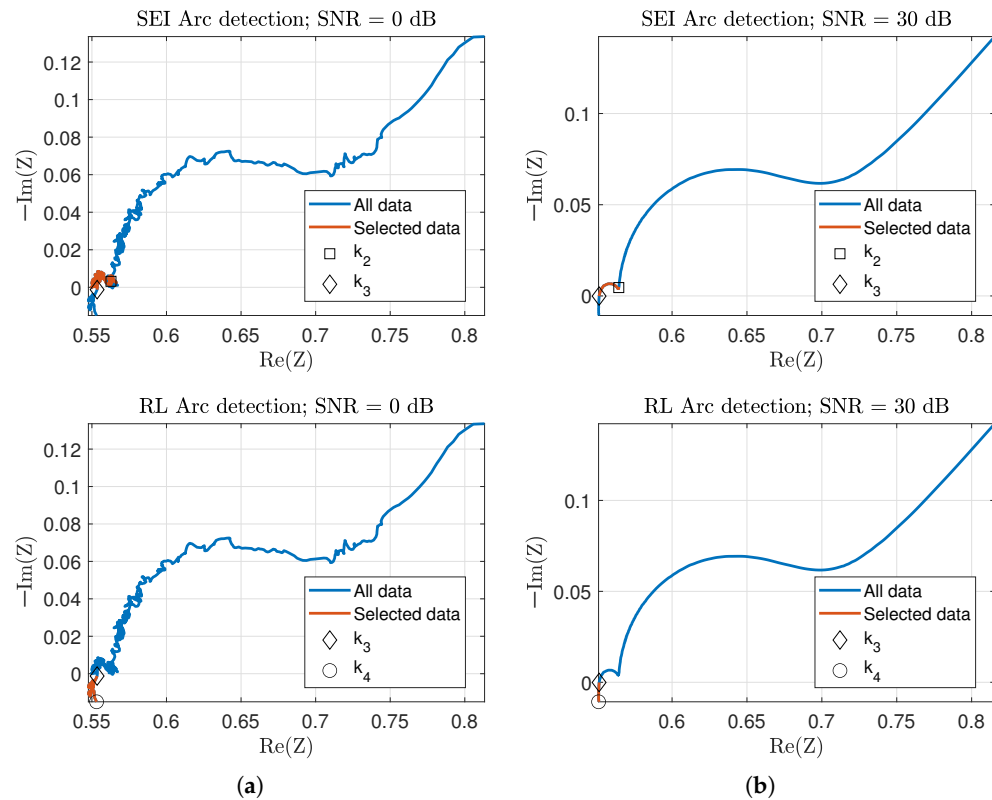 SEI Arc detection; SNR = 0 dB
0.12
0.1
0.08
0.06
0.04
0.02
0
−Im(Z)
All data
Selected data
k2
k3
0.55 0.6 0.65 0.7 0.75 0.8
Re(Z)
SEI Arc detection; SNR = 30 dB
0.1
0.05
0
−Im(Z)
All data
Selected data
k2
k3
0.6 0.65 0.7 0.75 0.8
Re(Z)
RL Arc detection; SNR = 0 dB
0.12
0.1
0.08
0.06
0.04
0.02
0
−Im(Z)
All data
Selected data
k3
k4
0.55 0.6 0.65 0.7 0.75 0.8
Re(Z)
RL Arc detection; SNR = 30 dB
0.1
0.05
0
−Im(Z)
All data
Selected data
k3
k4
0.6 0.65 0.7 0.75 0.8
Re(Z)
(a)
(b)